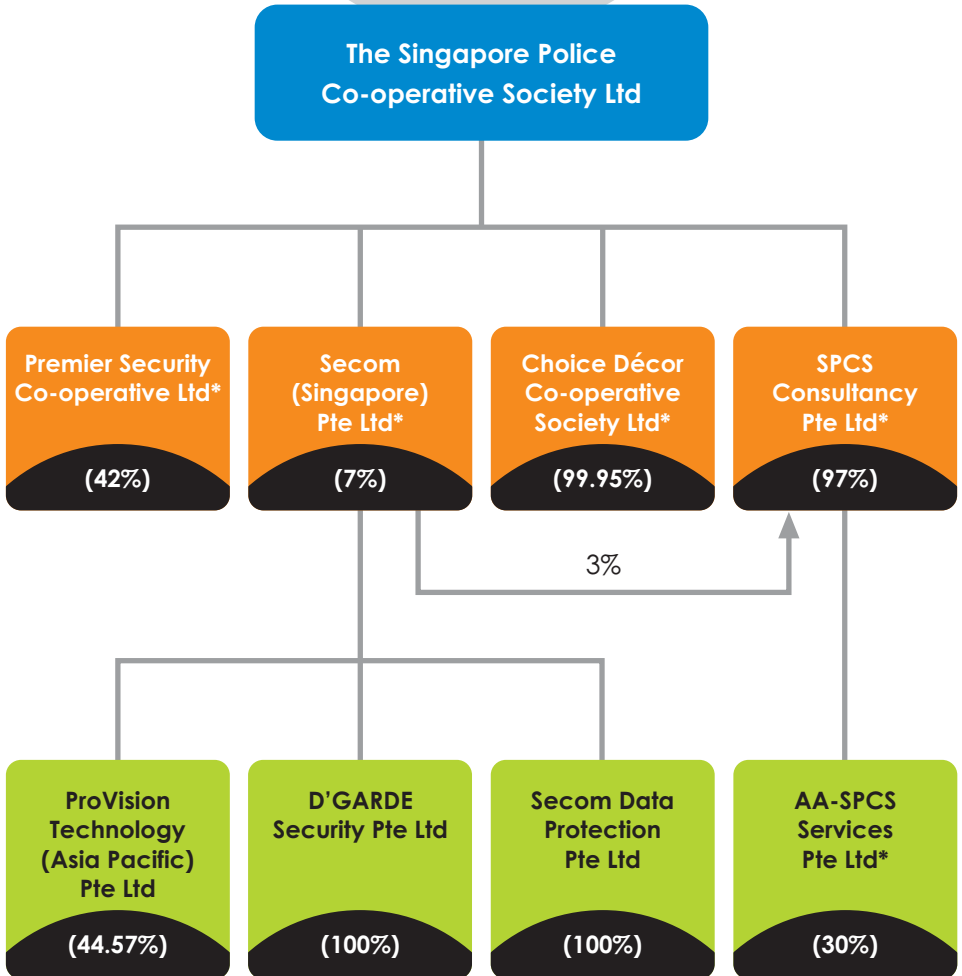 The Singapore Police
Co-operative Society Ltd
Premier Security
Co-operative Ltd*
(42%)
Secom
(Singapore)
Pte Ltd*
(7%)
Choice Décor
Co-operative
Society Ltd*
(99.95%)
SPCS
Consultancy
Pte Ltd*
(97%)
3%
ProVision
Technology
(Asia Pacific)
Pte Ltd
(44.57%)
D’GARDE
Security Pte Ltd
(100%)
Secom Data
Protection
Pte Ltd
(100%)
AA-SPCS
Services
Pte Ltd*
(30%)